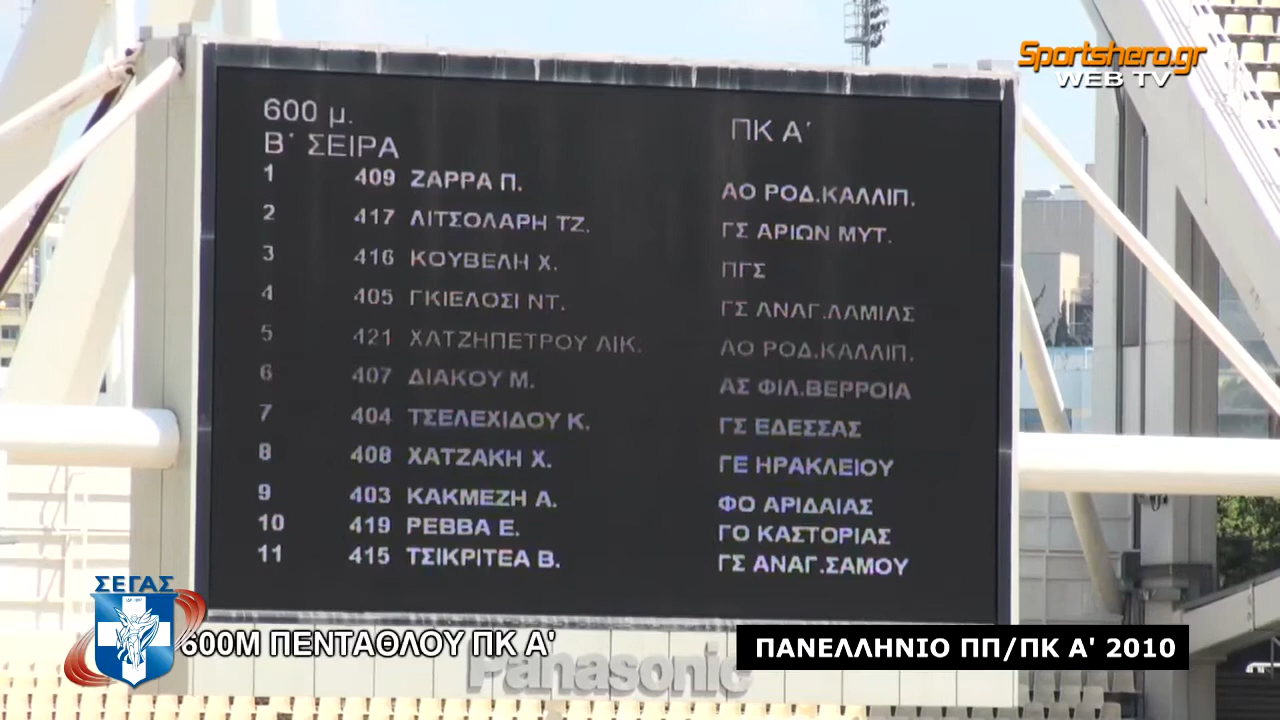 Sportshero.gr
WEB TV
600 μ.
Β΄ ΣΕΙΡΑ
ΠΚ Α΄
1 409 ΖΑΡΡΑ Π. ΑΟ ΡΟΔ.ΚΑΛΛΙΠ.
2 417 ΛΙΤΣΟΛΑΡΗ ΤΖ. ΓΣ ΑΡΙΩΝ ΜΥΤ.
3 416 ΚΟΥΒΕΛΗ Χ. ΠΓΣ
4 405 ΓΚΙΕΛΟΣΙ ΝΤ. ΓΣ ΑΝΑΓ.ΛΑΜΙΑΣ
5 421 ΧΑΤΖΗΠΕΤΡΟΥ ΛΙΚ. ΑΟ ΡΟΔ.ΚΑΛΛΙΠ.
6 407 ΔΙΑΚΟΥ Μ. ΑΣ ΦΙΛ.ΒΕΡΡΟΙΑ
7 404 ΤΣΕΛΕΧΙΔΟΥ Κ. ΓΣ ΕΔΕΣΣΑΣ
8 408 ΧΑΤΖΑΚΗ Χ. ΓΕ ΗΡΑΚΛΕΙΟΥ
9 403 ΚΑΚΜΕΖΗ Α. ΦΟ ΑΡΙΔΑΙΑΣ
10 419 ΡΕΒΒΑ Ε. ΓΟ ΚΑΣΤΟΡΙΑΣ
11 415 ΤΣΙΚΡΙΤΕΑ Β. ΓΣ ΑΝΑΓ.ΣΑΜΟΥ
ΣΕΓΑΣ
600Μ ΠΕΝΤΑΘΛΟΥ ΠΚ Α'
ΠΑΝΕΛΛΗΝΙΟ ΠΠ/ΠΚ Α' 2010
Panasonic